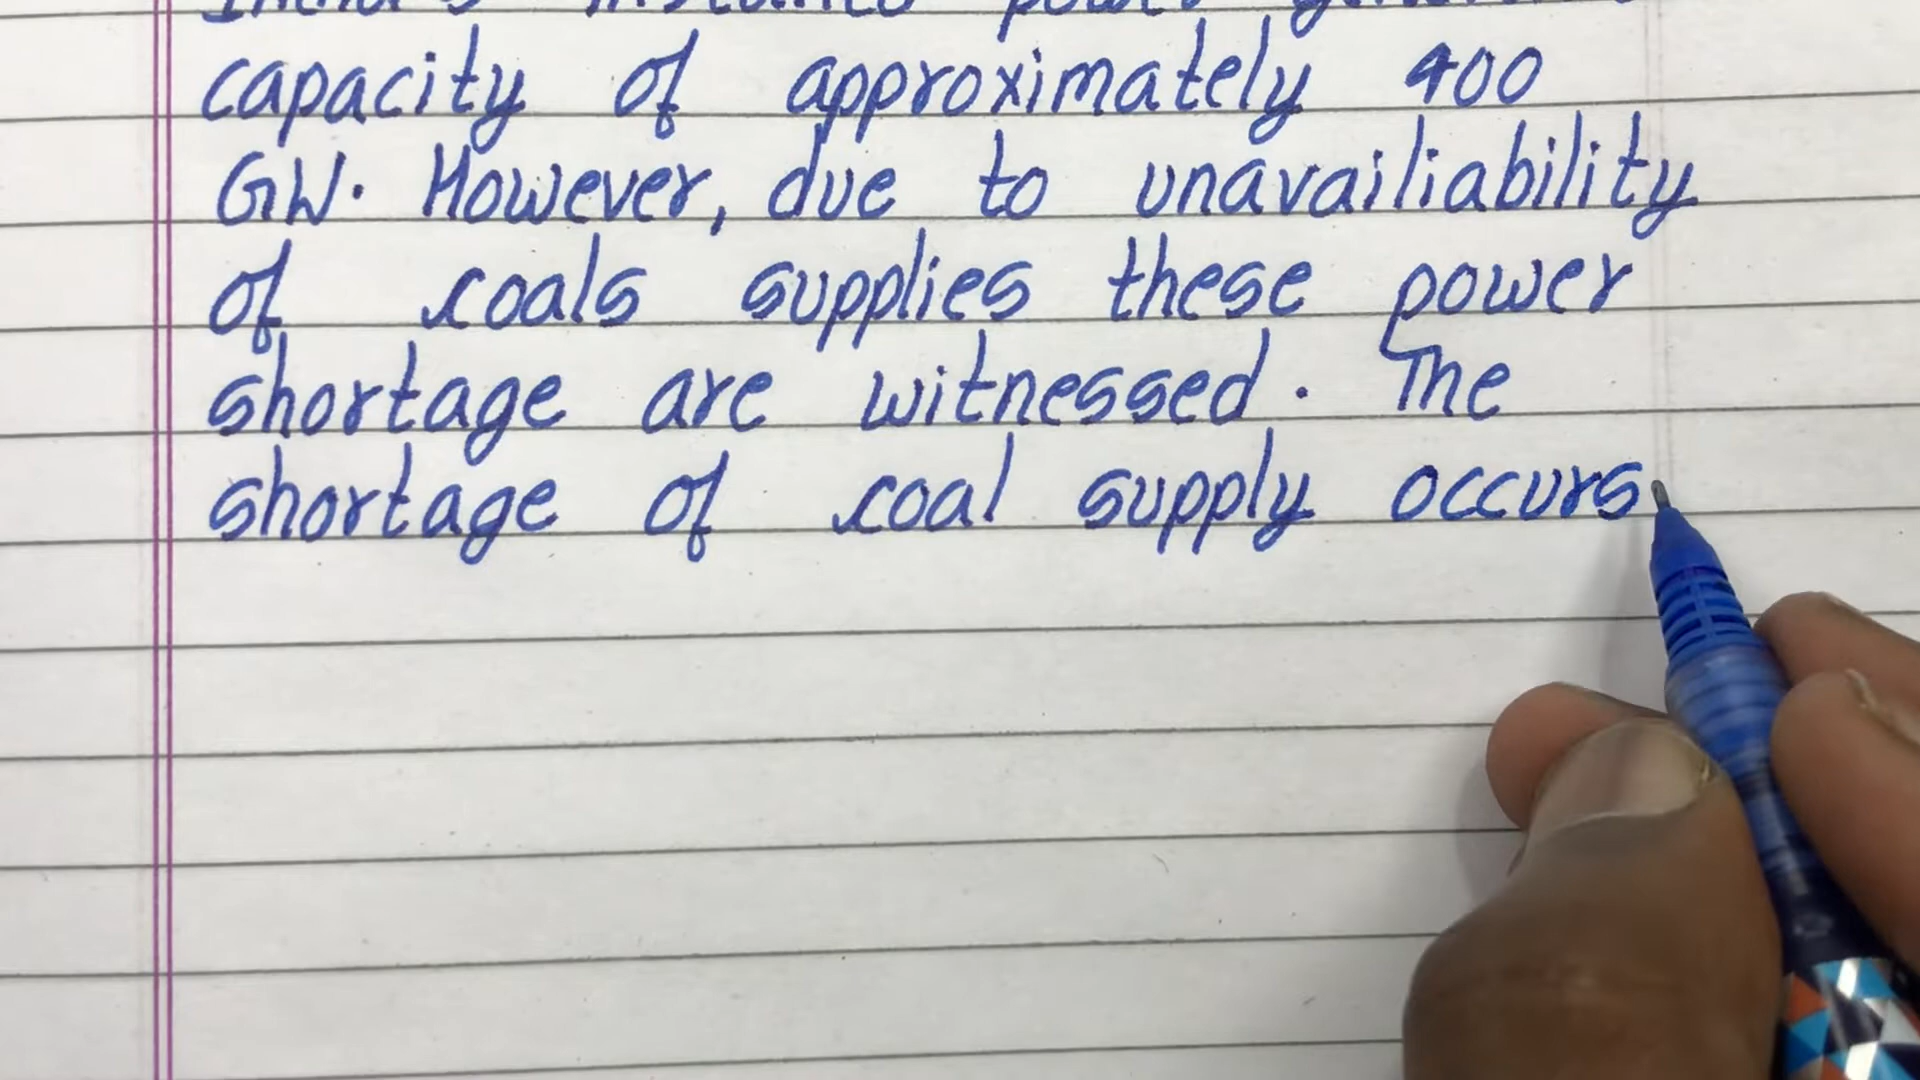 capacity of approximately 400
GW. However, due to unavailiability
of coals supplies these power
shortage are witnessed. The
shortage of coal supply occurs